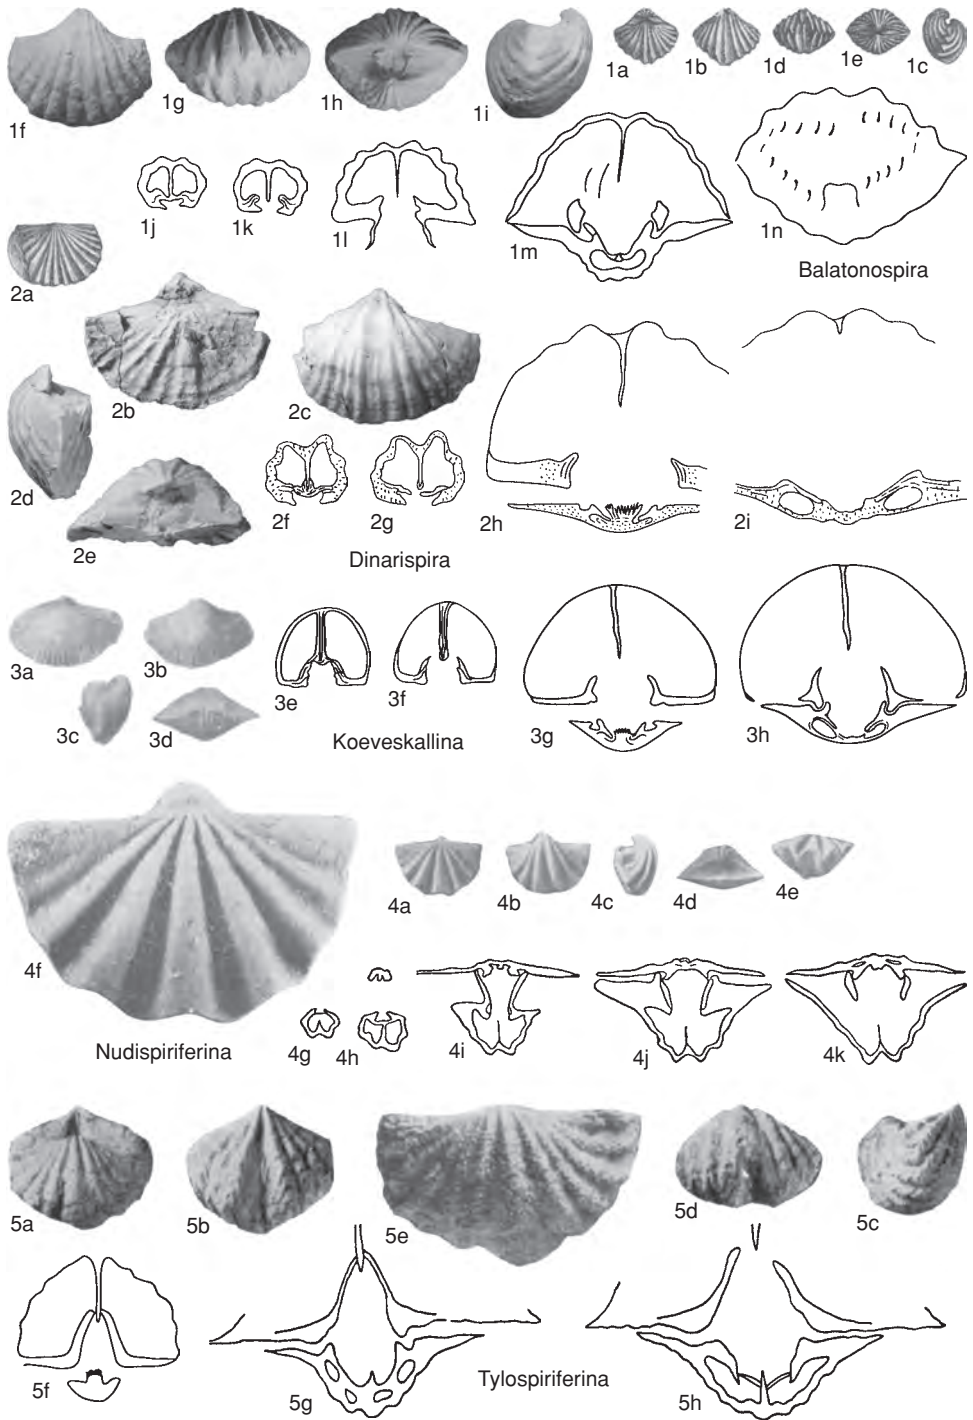 1f
1g
1h
1i
1a
1b
1d
1e
1c
1j
1k
1l
1m
1n
Balatonospira
2a
2b
2c
2d
2e
2f
2g
2h
2i
Dinarispira
3a
3b
3c
3d
3e
3f
3g
3h
Koeveskallina
4f
4a
4b
4c
4d
4e
4g
4h
4i
4j
4k
Nudispiriferina
5a
5b
5e
5d
5c
5f
5g
5h
Tylospiriferina